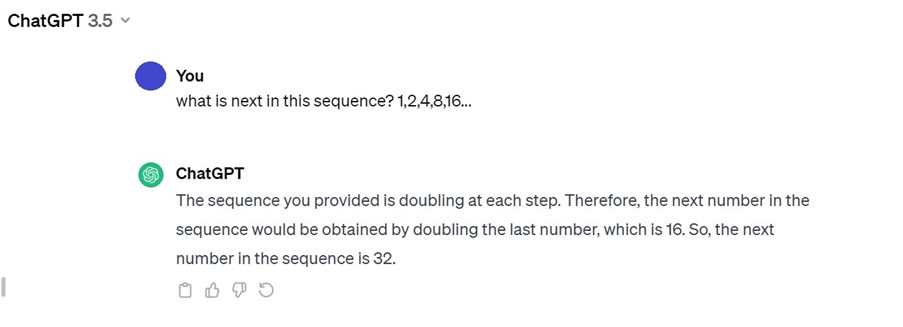 ChatGPT 3.5
You
what is next in this sequence? 1,2,4,8,16...
ChatGPT
The sequence you provided is doubling at each step. Therefore, the next number in the
sequence would be obtained by doubling the last number, which is 16. So, the next
number in the sequence is 32.